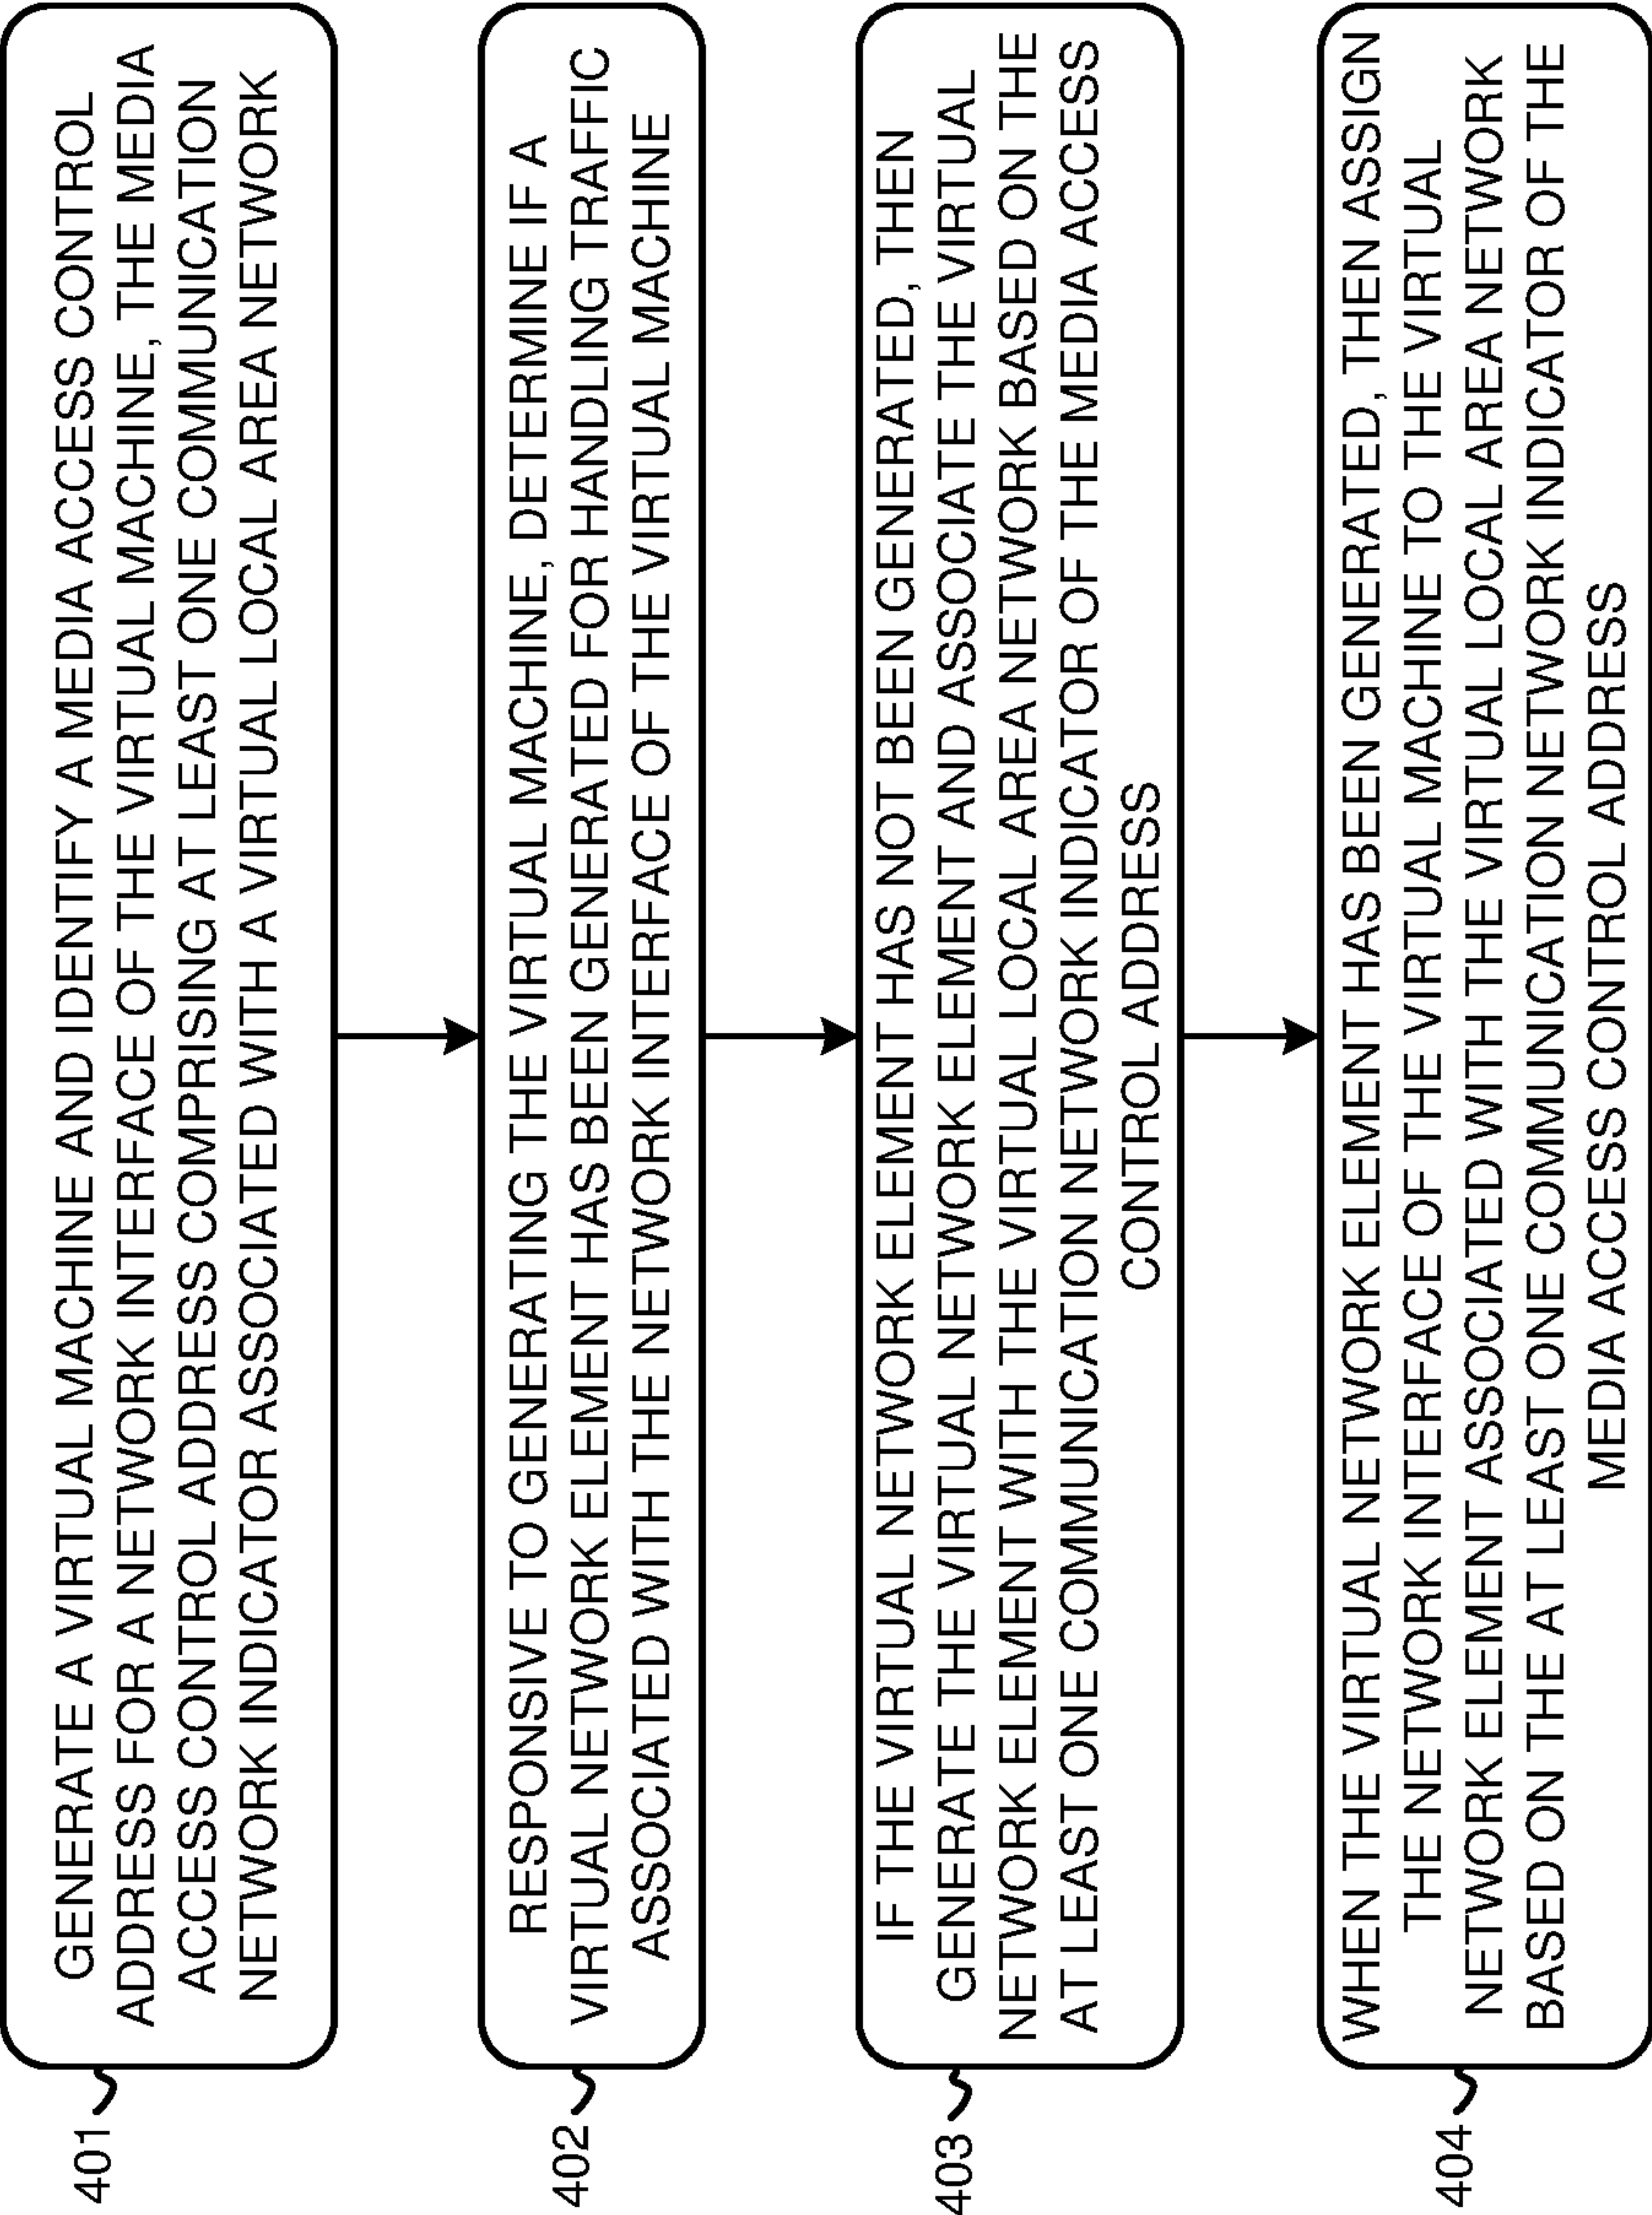 401
GENERATE A VIRTUAL MACHINE AND IDENTIFY A MEDIA ACCESS CONTROL
ADDRESS FOR A NETWORK INTERFACE OF THE VIRTUAL MACHINE, THE MEDIA
ACCESS CONTROL ADDRESS COMPRISING AT LEAST ONE COMMUNICATION
NETWORK INDICATOR ASSOCIATED WITH A VIRTUAL LOCAL AREA NETWORK
402
RESPONSIVE TO GENERATING THE VIRTUAL MACHINE, DETERMINE IF A
VIRTUAL NETWORK ELEMENT HAS BEEN GENERATED FOR HANDLING TRAFFIC
ASSOCIATED WITH THE NETWORK INTERFACE OF THE VIRTUAL MACHINE
403
IF THE VIRTUAL NETWORK ELEMENT HAS NOT BEEN GENERATED, THEN
GENERATE THE VIRTUAL NETWORK ELEMENT AND ASSOCIATE THE VIRTUAL
NETWORK ELEMENT WITH THE VIRTUAL LOCAL AREA NETWORK BASED ON THE
AT LEAST ONE COMMUNICATION NETWORK INDICATOR OF THE MEDIA ACCESS
CONTROL ADDRESS
404
WHEN THE VIRTUAL NETWORK ELEMENT HAS BEEN GENERATED, THEN ASSIGN
THE NETWORK INTERFACE OF THE VIRTUAL MACHINE TO THE VIRTUAL
NETWORK ELEMENT ASSOCIATED WITH THE VIRTUAL LOCAL AREA NETWORK
BASED ON THE AT LEAST ONE COMMUNICATION NETWORK INDICATOR OF THE
MEDIA ACCESS CONTROL ADDRESS